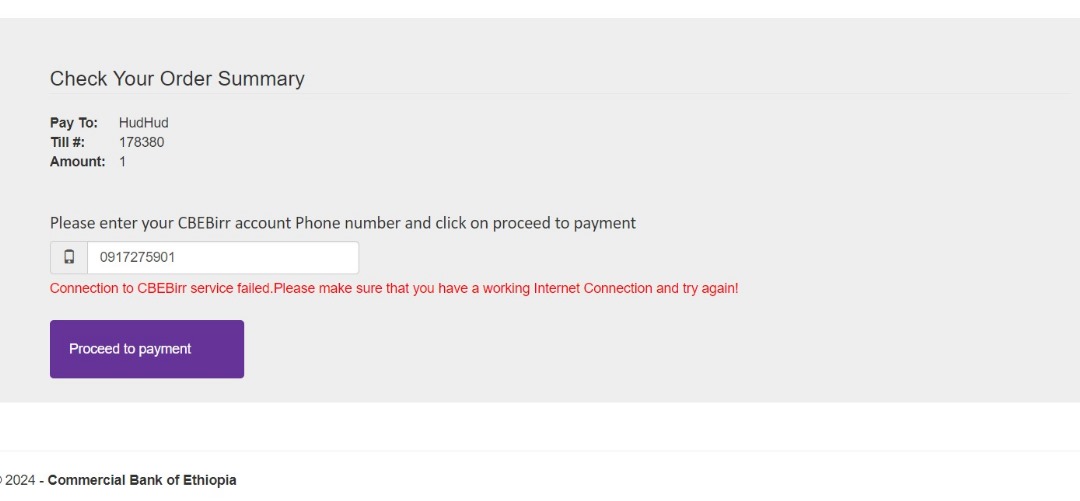 Check Your Order Summary
Pay To: HudHud
Till #: 178380
Amount: 1
Please enter your CBEBirr account Phone number and click on proceed to payment
0917275901
Connection to CBEBirr service failed.Please make sure that you have a working Internet Connection and try again!
Proceed to payment
© 2024 - Commercial Bank of Ethiopia